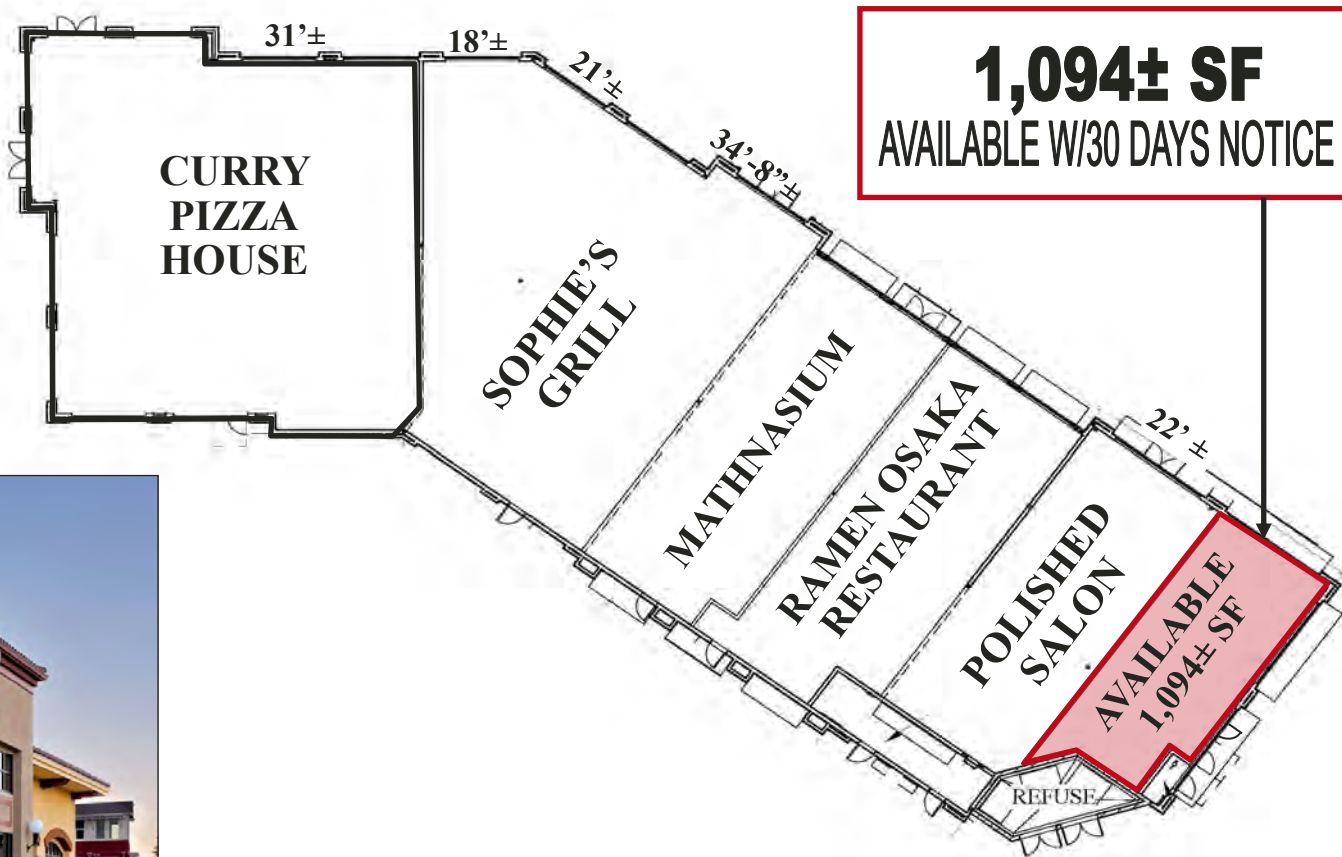 31’±
18’±
21’±
34’-8”±
1,094± SF
AVAILABLE W/30 DAYS NOTICE
CURRY
PIZZA
HOUSE
SOPHIE’S
GRILL
MATHNASIUM
RAMEN OSAKA
RESTAURANT
22’ ±
POLISHED
SALON
AVAILABLE
1,094± SF
REFUSE